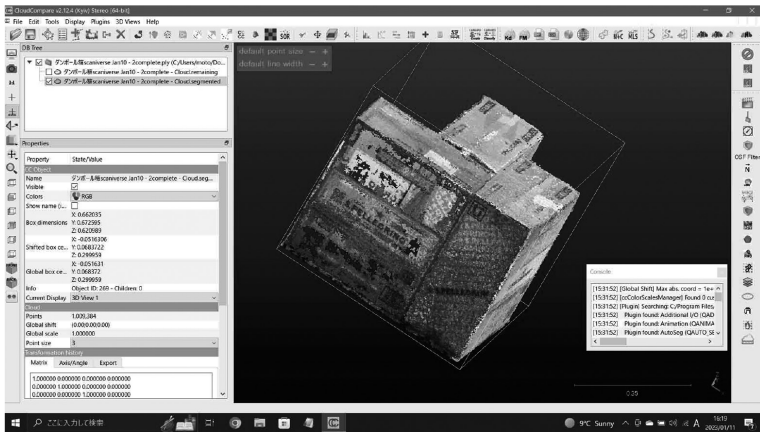 CloudCompare v2.12.4 (Kyiv) Stereo [64-bit]
File Edit Tools Display Plugins 3D Views Help
SOR
DB Tree
ダンボール箱scaniverse Jan10 - 2complete.ply (C:/Users/moto/Do...
ダンボール箱scaniverse Jan10 - 2complete - Cloud.remaining
ダンボール箱scaniverse Jan10 - 2complete - Cloud.segmented
default point size
default line width
Properties
Property State/Value
CC Object
Name ダンボール箱scaniverse Jan10 - 2complete - Cloud.seg...
Visible
Colors RGB
Show name (i...
X: 0.662035
Box dimensions Y: 0.672595
Z: 0.620989
X: -0.0516306
Shifted box ce... Y: 0.0683722
Z: 0.299959
X: -0.051631
Global box ce... Y: 0.068372
Z: 0.299959
Info Object ID: 269 - Children: 0
Current Display 3D View 1
Cloud
Points 1,009,384
Global shift (0.00;0.00;0.00)
Global scale 1.000000
Point size 3
Transformation history
Matrix Axis/Angle Export
1.000000 0.000000 0.000000 0.000000
0.000000 1.000000 0.000000 0.000000
0.000000 0.000000 1.000000 0.000000
Console
[15:31:52] [Global Shift] Max abs. coord = 1e+
[15:31:52] [ccColorScalesManager] Found 0 cus
[15:31:52] [Plugin] Searching: C:/Program Files,
[15:31:52] Plugin found: Additional I/O (QAD
[15:31:52] Plugin found: Animation (QANIMA
[15:31:52] Plugin found: AutoSeg (QAUTO_SE
0.35
ここに入力して検索
9°C Sunny
A
16:19
2023/01/11